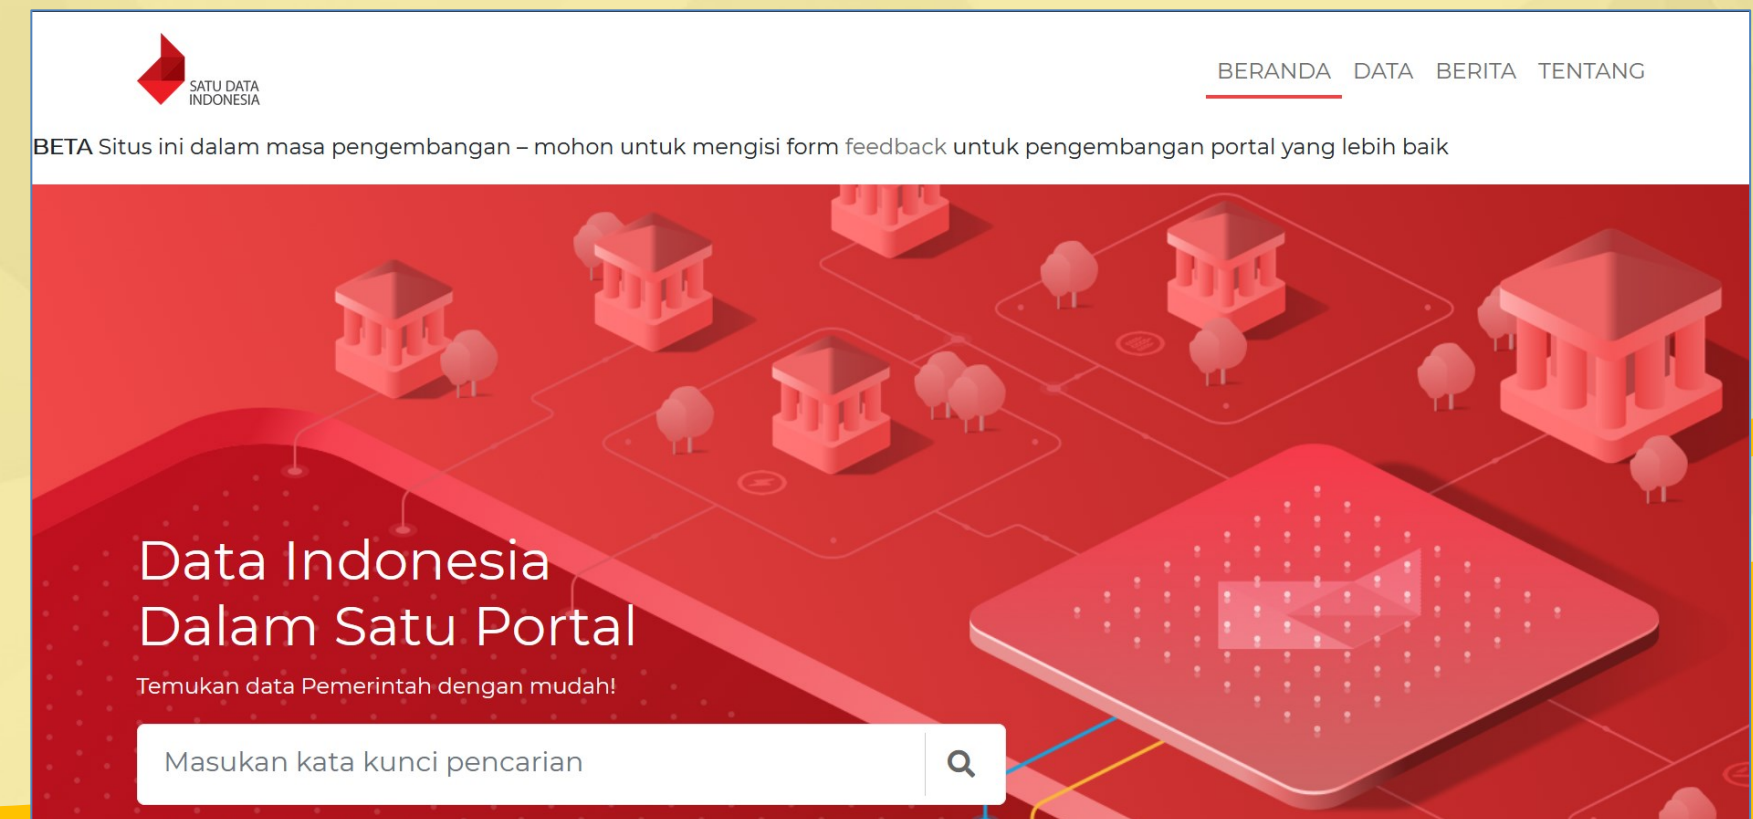 SATU DATA
INDONESIA
BERANDA DATA BERITA TENTANG
BETA Situs ini dalam masa pengembangan – mohon untuk mengisi form feedback untuk pengembangan portal yang lebih baik
Data Indonesia
Dalam Satu Portal
Temukan data Pemerintah dengan mudah!
Masukan kata kunci pencarian